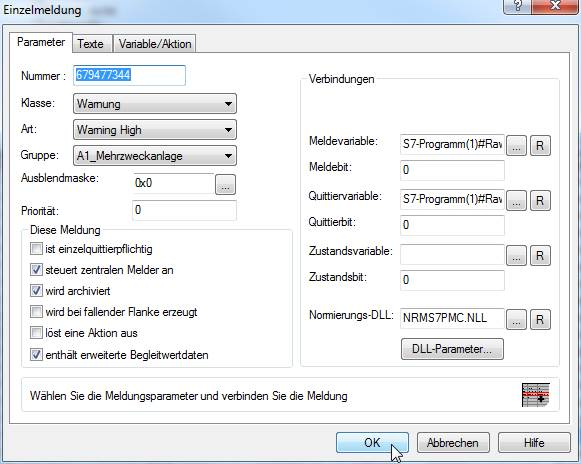 Einzelmeldung
Parameter Texte Variable/Aktion
Nummer : 679477344
Klasse: Warnung
Art: Warning High
Gruppe: A1_Mehrzweckanlage
Ausblendmaske: 0x0 ...
Priorität: 0
Diese Meldung
ist einzelquittierpflichtig
steuert zentralen Melder an
wird archiviert
wird bei fallender Flanke erzeugt
löst eine Aktion aus
enthält erweiterte Begleitwertdaten
Verbindungen
Meldevariable: S7-Programm(1)#Raw ... R
Meldebit: 0
Quittiervariable: S7-Programm(1)#Raw ... R
Quittierbit: 0
Zustandsvariable: ... R
Zustandsbit: 0
Normierungs-DLL: NRMS7PMC.NLL ... R
DLL-Parameter...
Wählen Sie die Meldungsparameter und verbinden Sie die Meldung
OK Abbrechen Hilfe